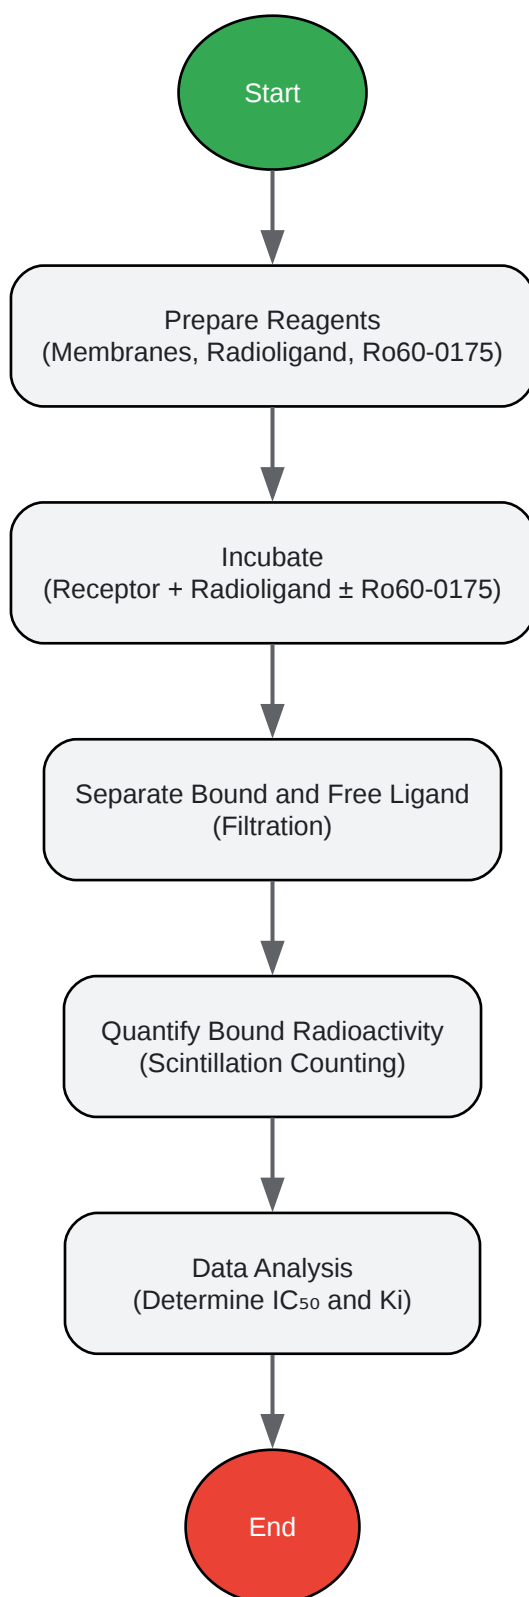 Start
Prepare Reagents
(Membranes, Radioligand, Ro60-0175)
Incubate
(Receptor + Radioligand ± Ro60-0175)
Separate Bound and Free Ligand
(Filtration)
Quantify Bound Radioactivity
(Scintillation Counting)
Data Analysis
(Determine IC₅₀ and Ki)
End